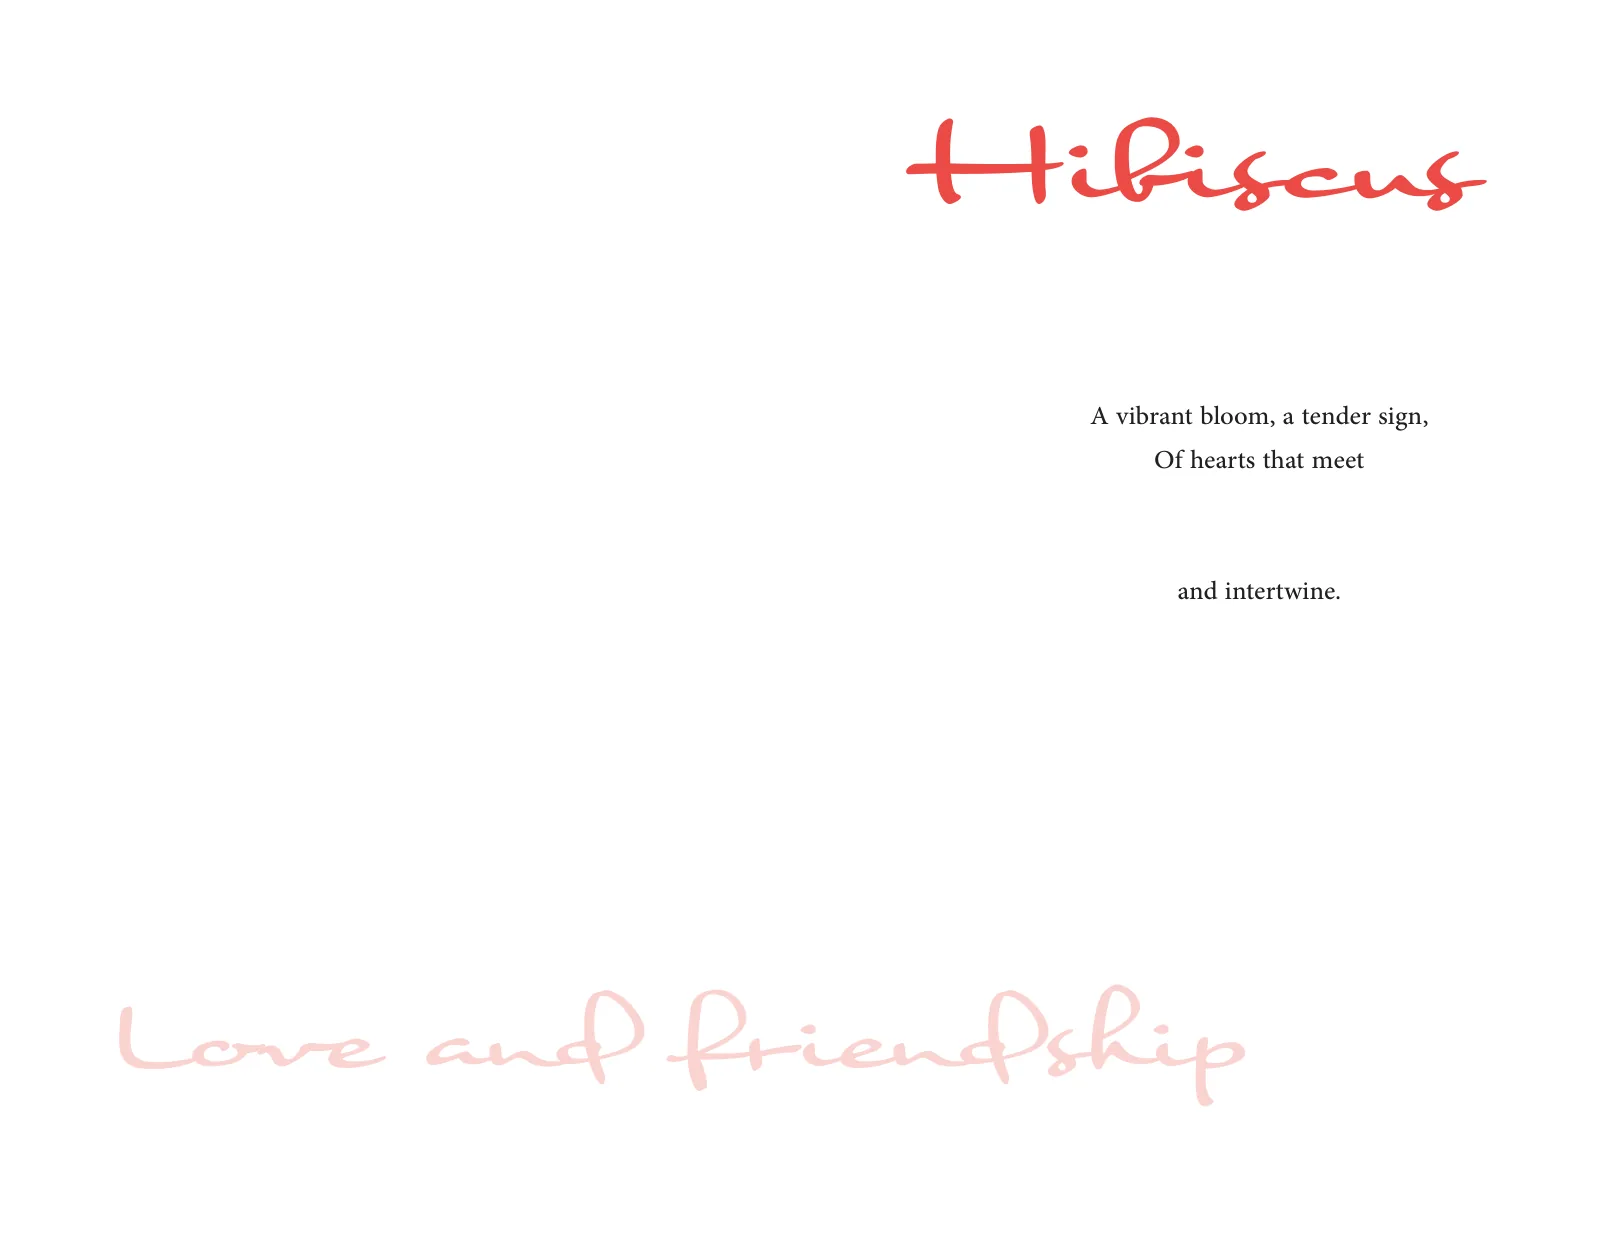 Hibiscus
A vibrant bloom, a tender sign,
Of hearts that meet
and intertwine.
Love and friendship